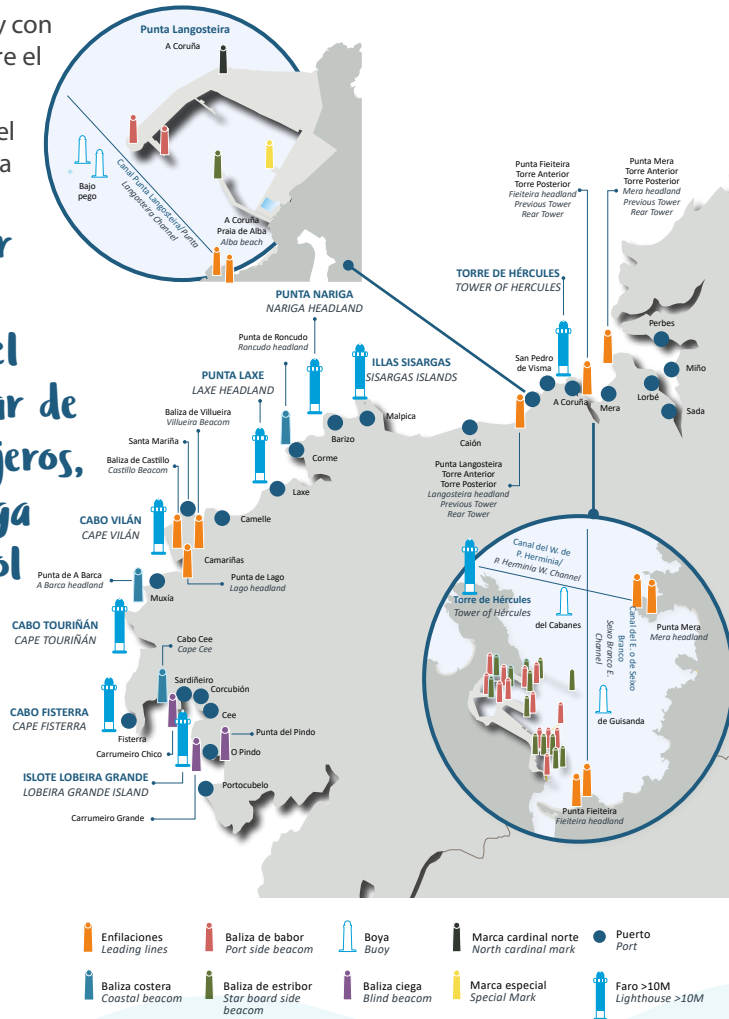 y con
re el
el
a
r
el
ar de
jeros,
ga
ol
Punta Langosteira
A Coruña
Bajo
pego
Canal Punta Langosteira/Punta
Langosteira Channel
A Coruña
Praia de Alba
Alba beach
Punta Fieiteira
Torre Anterior
Torre Posterior
Fieiteira headland
Previous Tower
Rear Tower
Punta Mera
Torre Anterior
Torre Posterior
Mera headland
Previous Tower
Rear Tower
TORRE DE HÉRCULES
TOWER OF HERCULES
PUNTA NARIGA
NARIGA HEADLAND
Punta de Roncudo
Roncudo headland
ILLAS SISARGAS
SISARGAS ISLANDS
PUNTA LAXE
LAXE HEADLAND
Perbes
Miño
San Pedro
de Visma
A Coruña
Mera
Lorbé
Sada
Baliza de Villueira
Villueira Beacom
Santa Mariña
Baliza de Castillo
Castillo Beacom
Malpica
Barizo
Corme
Caión
Laxe
Punta Langosteira
Torre Anterior
Torre Posterior
Langosteira headland
Previous Tower
Rear Tower
CABO VILÁN
CAPE VILÁN
Camelle
Camariñas
Punta de Lago
Lago headland
Punta de A Barca
A Barca headland
Muxía
CABO TOURIÑÁN
CAPE TOURIÑÁN
Cabo Cee
Cape Cee
Sardiñeiro
Corcubión
Cee
CABO FISTERRA
CAPE FISTERRA
Fisterra
Punta del Pindo
Carrumeiro Chico
O Pindo
ISLOTE LOBEIRA GRANDE
LOBEIRA GRANDE ISLAND
Portocubelo
Carrumeiro Grande
Canal del W. de
P. Herminia/
P. Herminia W. Channel
Torre de Hércules
Tower of Hércules
del Cabanes
Punta Mera
Mera headland
Canal del E. o de Seixo
Branco
Seixo Branco E.
Channel
de Guisanda
Punta Fieiteira
Fieiteira headland
Enfilaciones
Leading lines
Baliza de babor
Port side beacom
Boya
Buoy
Marca cardinal norte
North cardinal mark
Puerto
Port
Baliza costera
Coastal beacom
Baliza de estribor
Star board side
beacom
Baliza ciega
Blind beacom
Marca especial
Special Mark
Faro >10M
Lighthouse >10M